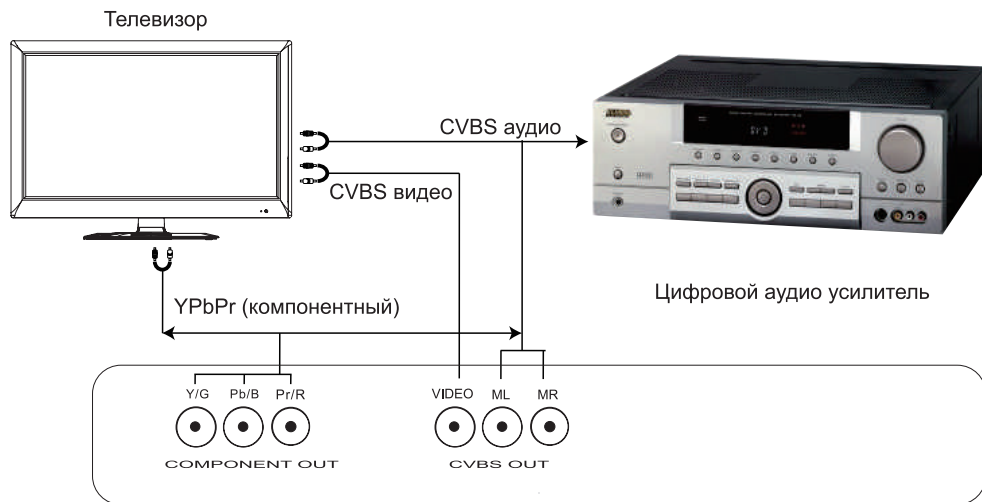 Телевизор
CVBS аудио
CVBS видео
YPbPr (компонентный)
Цифровой аудио усилитель
Y/G Pb/B Pr/R
VIDEO ML MR
COMPONENT OUT
CVBS OUT